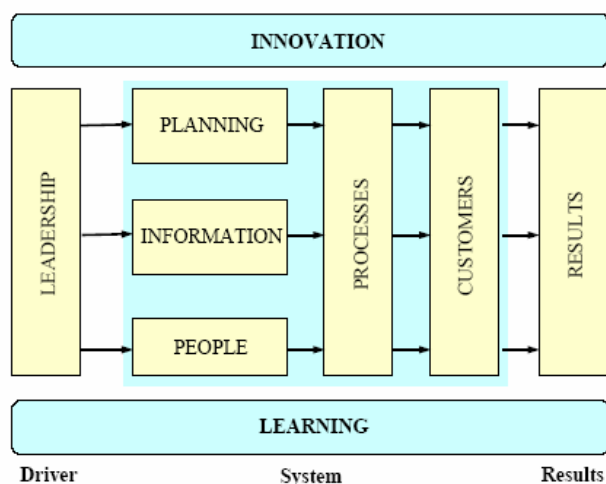 INNOVATION
LEADERSHIP
PLANNING
INFORMATION
PEOPLE
PROCESSES
CUSTOMERS
RESULTS
LEARNING
Driver
System
Results